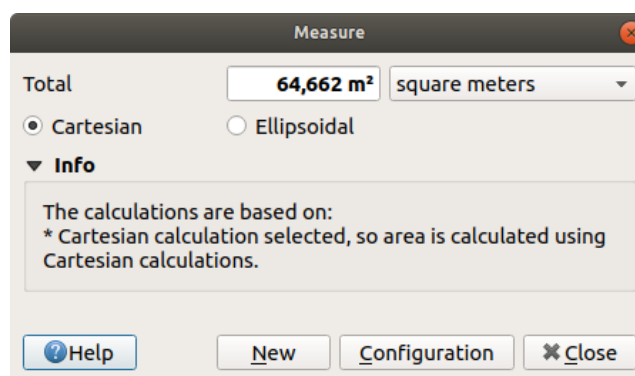 Measure
Total 64,662 m² square meters
Cartesian Ellipsoidal
Info
The calculations are based on:
* Cartesian calculation selected, so area is calculated using
Cartesian calculations.
Help New Configuration Close